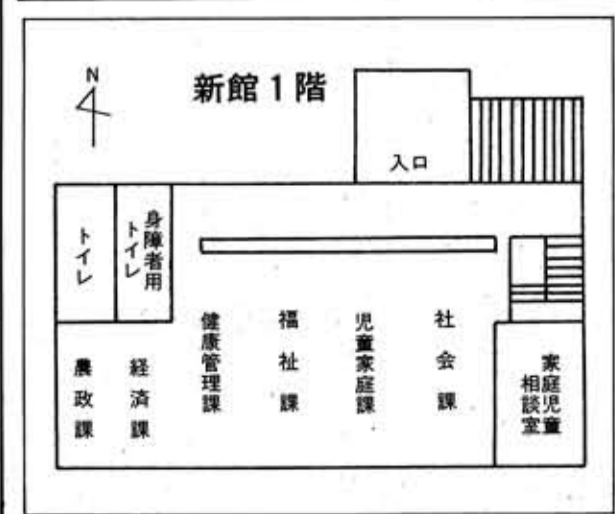 N
新館1階
入口
トイレ
身障者用
トイレ
農政課
経済課
健康管理課
福祉課
児童家庭課
社会課
家庭児童
相談室